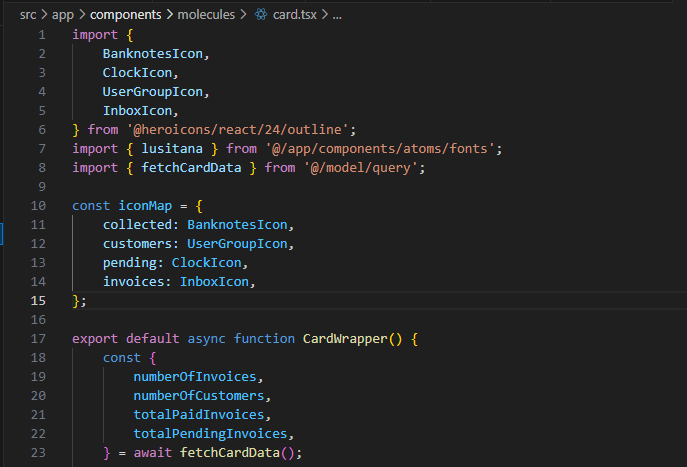 src > app > components > molecules > card.tsx > ...
1 import {
2     BanknotesIcon,
3     ClockIcon,
4     UserGroupIcon,
5     InboxIcon,
6 } from '@heroicons/react/24/outline';
7 import { lusitana } from '@/app/components/atoms/fonts';
8 import { fetchCardData } from '@/model/query';
9
10 const iconMap = {
11     collected: BanknotesIcon,
12     customers: UserGroupIcon,
13     pending: ClockIcon,
14     invoices: InboxIcon,
15 };
16
17 export default async function CardWrapper() {
18     const {
19         numberOfInvoices,
20         numberOfCustomers,
21         totalPaidInvoices,
22         totalPendingInvoices,
23     } = await fetchCardData();